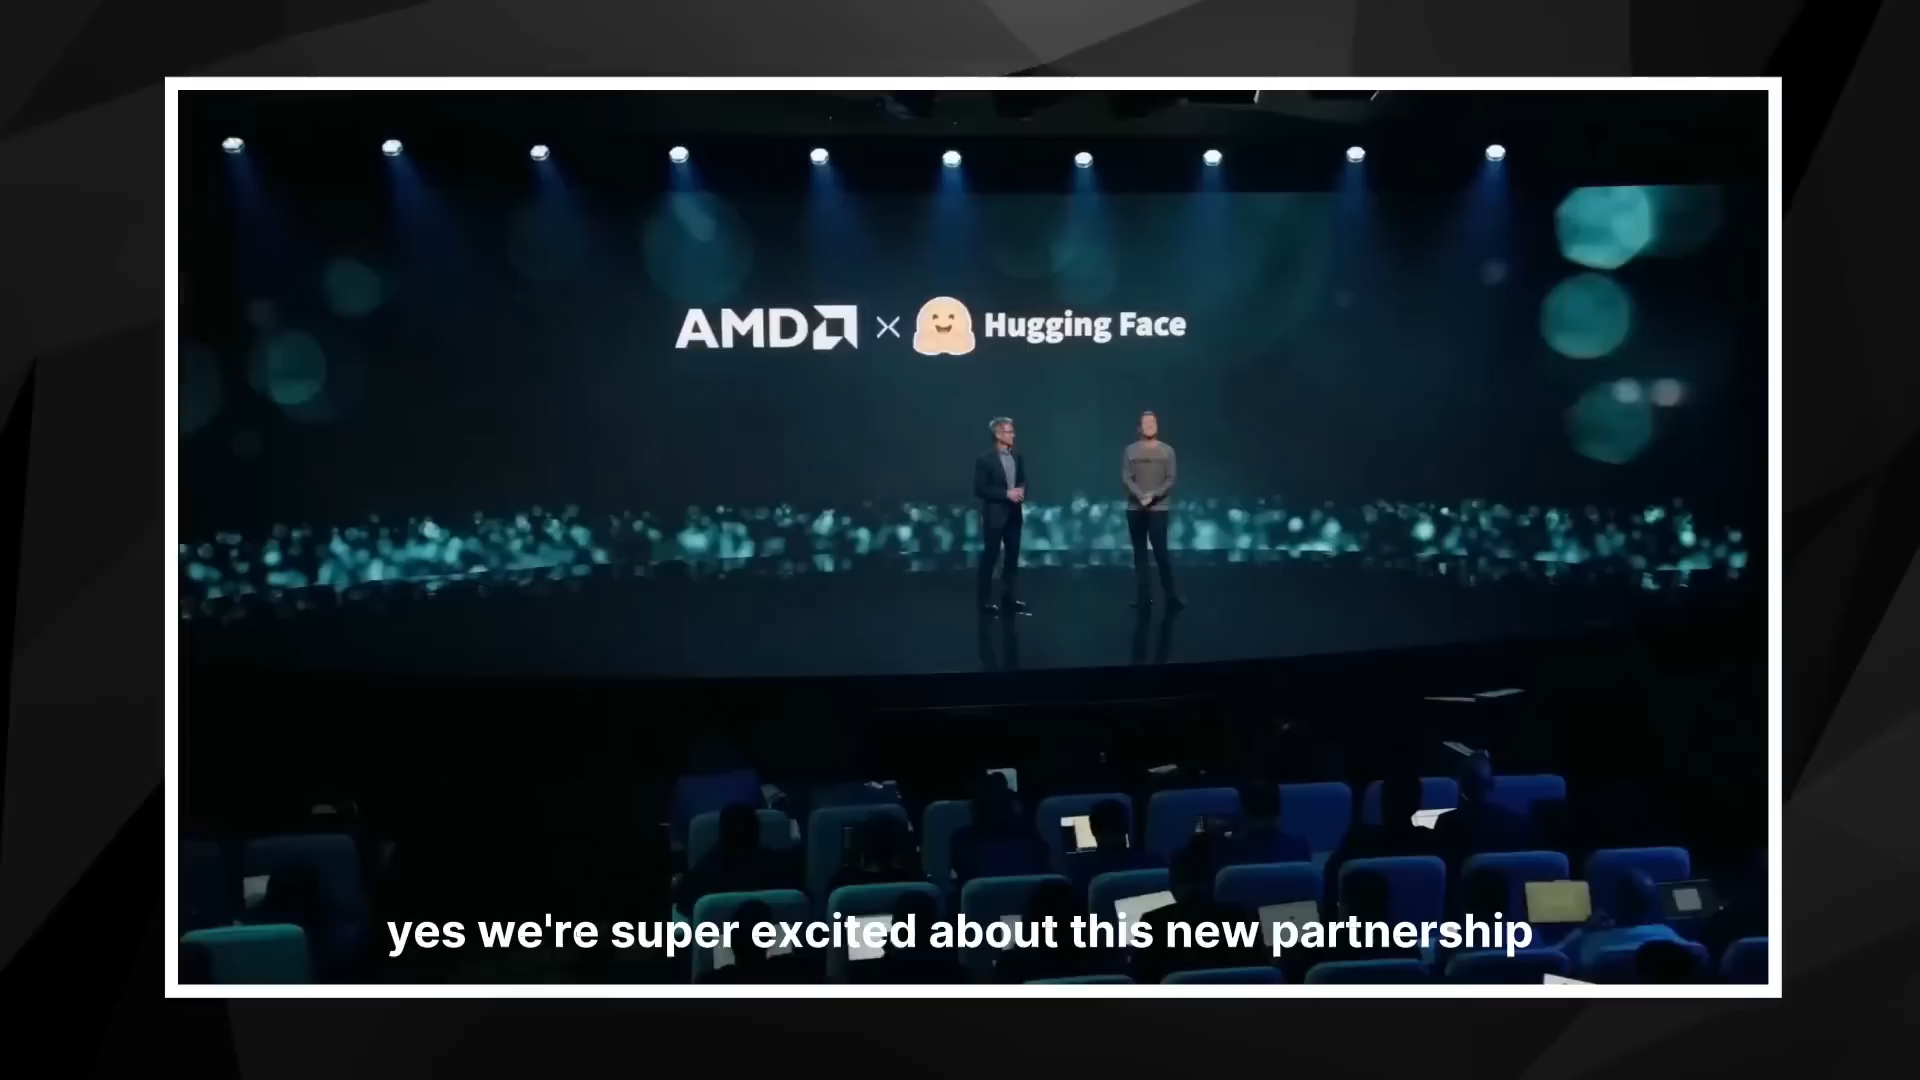 AMD × Hugging Face
yes we're super excited about this new partnership